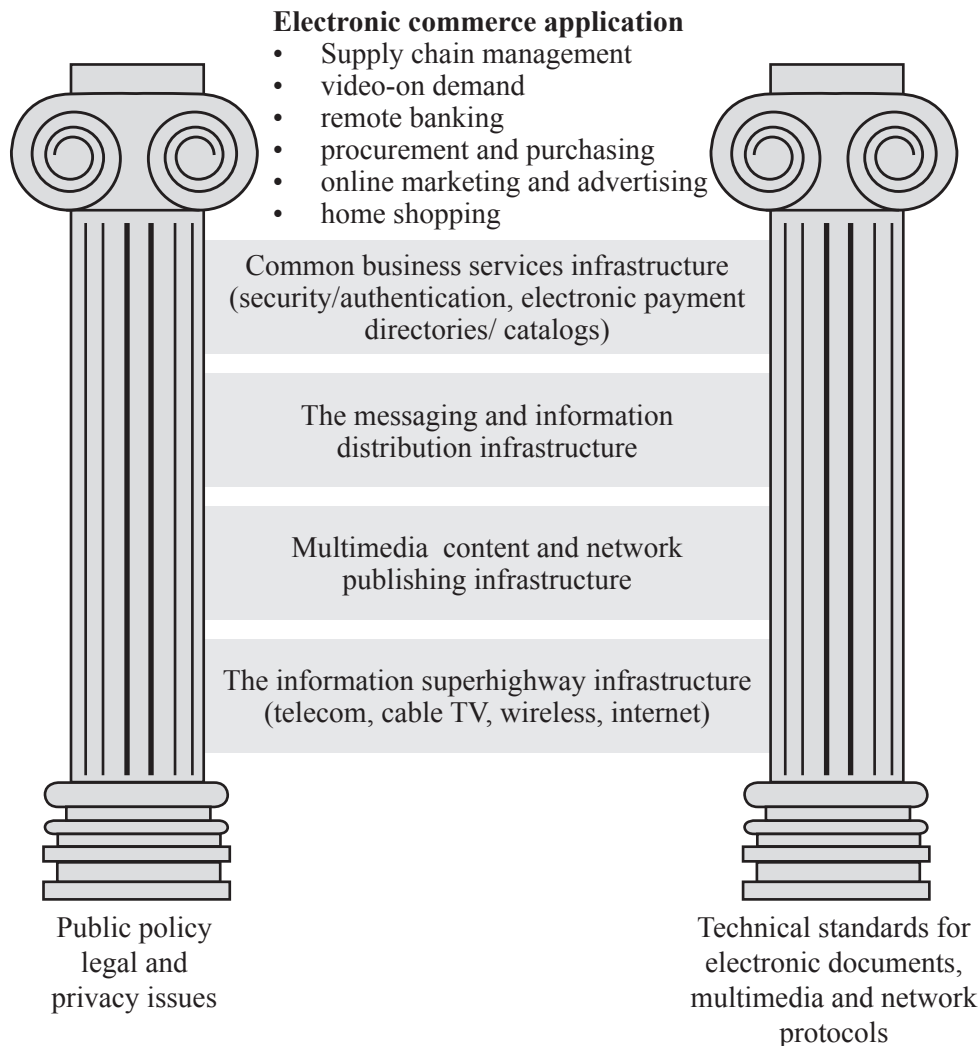 Electronic commerce application
• Supply chain management
• video-on demand
• remote banking
• procurement and purchasing
• online marketing and advertising
• home shopping
Common business services infrastructure
(security/authentication, electronic payment
directories/ catalogs)
The messaging and information
distribution infrastructure
Multimedia content and network
publishing infrastructure
The information superhighway infrastructure
(telecom, cable TV, wireless, internet)
Public policy
legal and
privacy issues
Technical standards for
electronic documents,
multimedia and network
protocols